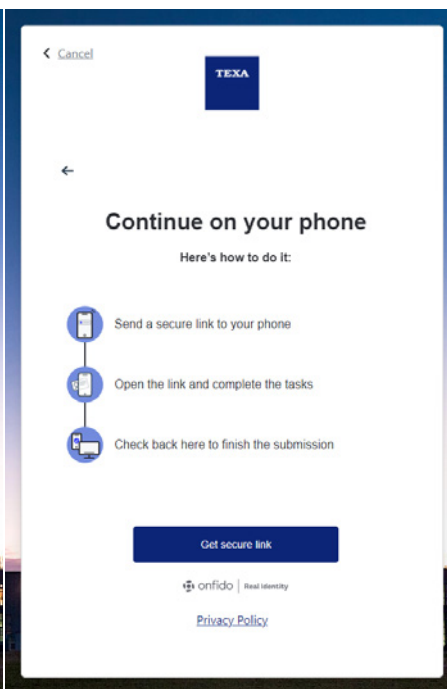 Cancel
TEXA
Continue on your phone
Here's how to do it:
Send a secure link to your phone
Open the link and complete the tasks
Check back here to finish the submission
Get secure link
onfido | Real Identity
Privacy Policy